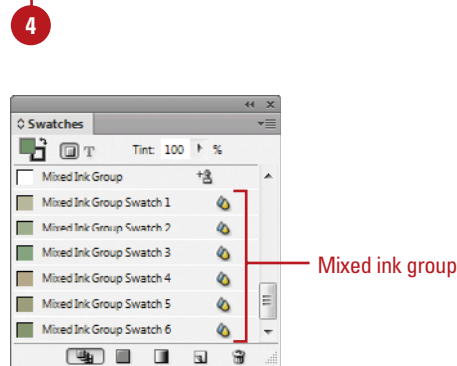 4
Swatches
T Tint: 100 %
Mixed Ink Group
Mixed Ink Group Swatch 1
Mixed Ink Group Swatch 2
Mixed Ink Group Swatch 3
Mixed Ink Group Swatch 4
Mixed Ink Group Swatch 5
Mixed Ink Group Swatch 6
Mixed ink group